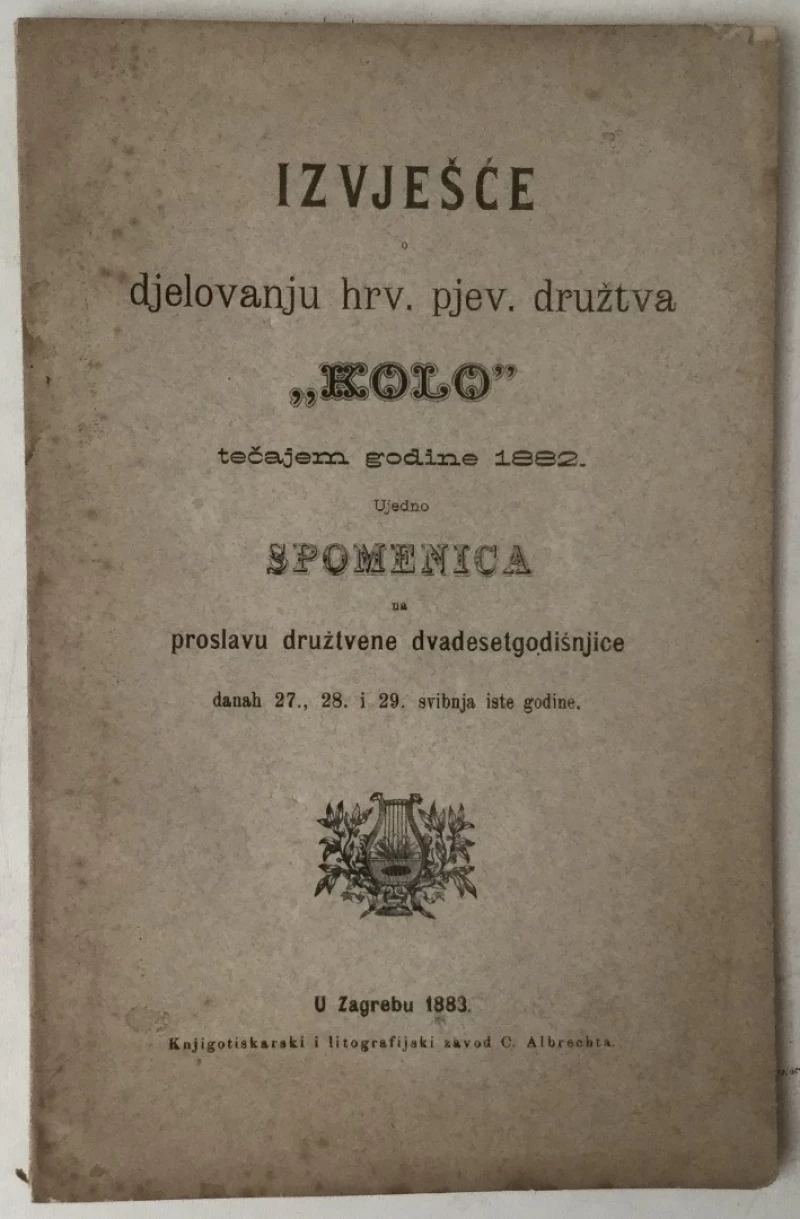 IZVJEŠĆE
o
djelovanju hrv. pjev. družtva
„KOLO”
tečajem godine 1882.
Ujedno
SPOMENICA
na
proslavu družtvene dvadesetgodišnjice
danah 27., 28. i 29. svibnja iste godine.
U Zagrebu 1883.
Knjigotiskarski i litografijski zavod C. Albrechta.